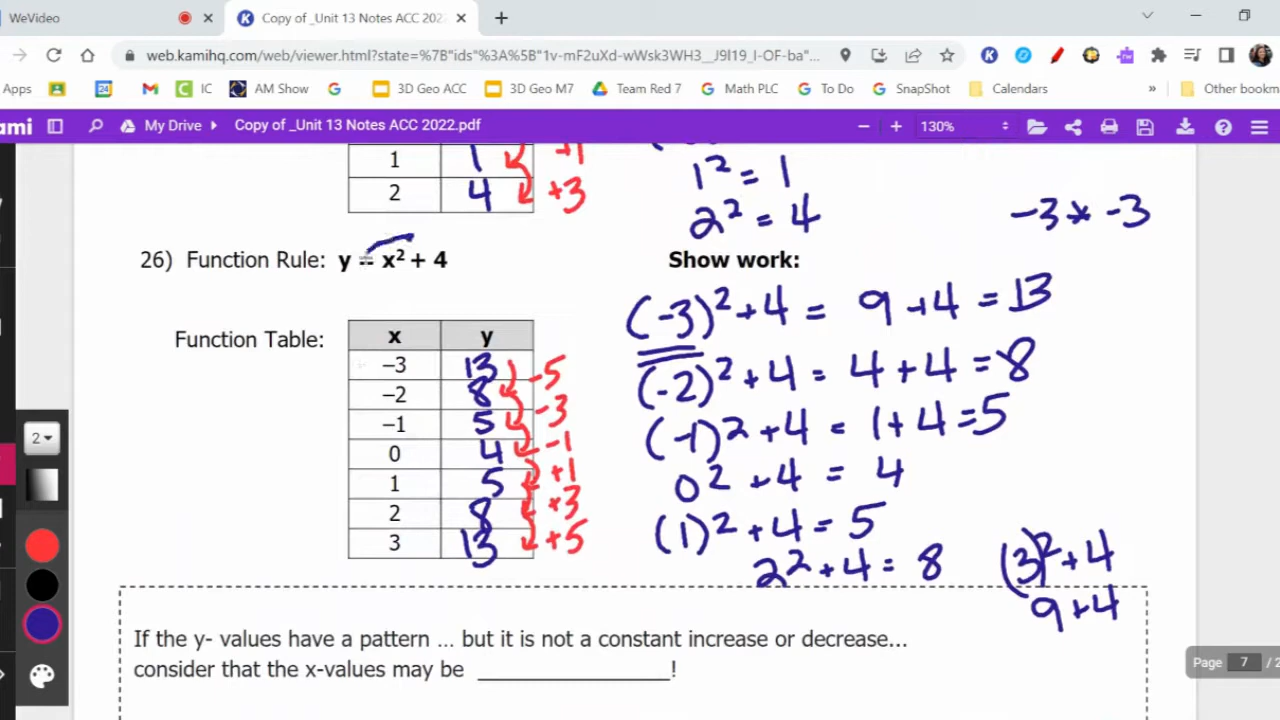 WeVideo
Copy of _Unit 13 Notes ACC 2022
web.kamihq.com/web/viewer.html?state=%7B"ids"%3A%5B"1v-mF2uXd-wWsk3WH3__J9l19_I-OF-ba"...
Apps IC AM Show 3D Geo ACC 3D Geo M7 Team Red 7 Math PLC To Do SnapShot Calendars » Other bookm
ami My Drive Copy of _Unit 13 Notes ACC 2022.pdf 130%
1 1 +1
2 4 +3
1² = 1
2² = 4
-3 * -3
26) Function Rule: y = x² + 4
Show work:
Function Table:
x y
−3 13 -5
−2 8 -3
−1 5 -1
0 4 +1
1 5 +3
2 8 +5
3 13
(-3)² + 4 = 9 + 4 = 13
(-2)² + 4 = 4 + 4 = 8
(-1)² + 4 = 1 + 4 = 5
0² + 4 = 4
(1)² + 4 = 5
2² + 4 = 8
(3)² + 4
9 + 4
2
If the y- values have a pattern ... but it is not a constant increase or decrease...
consider that the x-values may be ________________!
Page 7 / 2